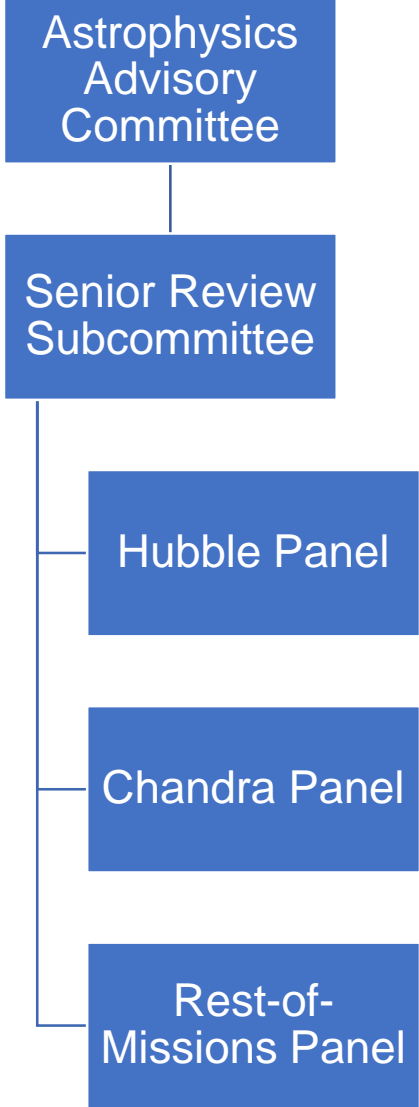 Astrophysics
Advisory
Committee
Senior Review
Subcommittee
Hubble Panel
Chandra Panel
Rest-of-
Missions Panel